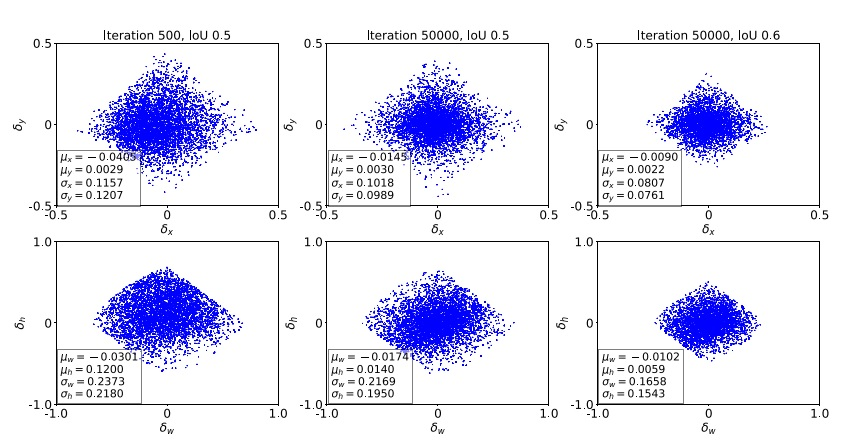 Iteration 500, IoU 0.5
Iteration 50000, IoU 0.5
Iteration 50000, IoU 0.6
0.5
0
-0.5
δy
μx = −0.0405
μy = 0.0029
σx = 0.1157
σy = 0.1207
-0.5
0
0.5
δx
0.5
0
-0.5
δy
μx = −0.0145
μy = 0.0030
σx = 0.1018
σy = 0.0989
-0.5
0
0.5
δx
0.5
0
-0.5
δy
μx = −0.0090
μy = 0.0022
σx = 0.0807
σy = 0.0761
-0.5
0
0.5
δx
1.0
0
-1.0
δh
μw = −0.0301
μh = 0.1200
σw = 0.2373
σh = 0.2180
-1.0
0
1.0
δw
1.0
0
-1.0
δh
μw = −0.0174
μh = 0.0140
σw = 0.2169
σh = 0.1950
-1.0
0
1.0
δw
1.0
0
-1.0
δh
μw = −0.0102
μh = 0.0059
σw = 0.1658
σh = 0.1543
-1.0
0
1.0
δw